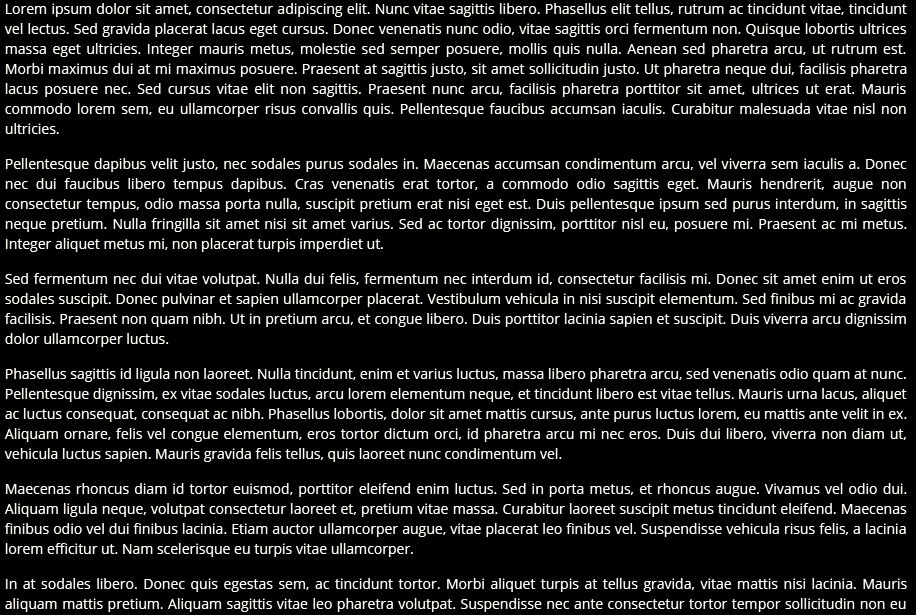 Lorem ipsum dolor sit amet, consectetur adipiscing elit. Nunc vitae sagittis libero. Phasellus elit tellus, rutrum ac tincidunt vitae, tincidunt
vel lectus. Sed gravida placerat lacus eget cursus. Donec venenatis nunc odio, vitae sagittis orci fermentum non. Quisque lobortis ultrices
massa eget ultricies. Integer mauris metus, molestie sed semper posuere, mollis quis nulla. Aenean sed pharetra arcu, ut rutrum est.
Morbi maximus dui at mi maximus posuere. Praesent at sagittis justo, sit amet sollicitudin justo. Ut pharetra neque dui, facilisis pharetra
lacus posuere nec. Sed cursus vitae elit non sagittis. Praesent nunc arcu, facilisis pharetra porttitor sit amet, ultrices ut erat. Mauris
commodo lorem sem, eu ullamcorper risus convallis quis. Pellentesque faucibus accumsan iaculis. Curabitur malesuada vitae nisl non
ultricies.
Pellentesque dapibus velit justo, nec sodales purus sodales in. Maecenas accumsan condimentum arcu, vel viverra sem iaculis a. Donec
nec dui faucibus libero tempus dapibus. Cras venenatis erat tortor, a commodo odio sagittis eget. Mauris hendrerit, augue non
consectetur tempus, odio massa porta nulla, suscipit pretium erat nisi eget est. Duis pellentesque ipsum sed purus interdum, in sagittis
neque pretium. Nulla fringilla sit amet nisi sit amet varius. Sed ac tortor dignissim, porttitor nisl eu, posuere mi. Praesent ac mi metus.
Integer aliquet metus mi, non placerat turpis imperdiet ut.
Sed fermentum nec dui vitae volutpat. Nulla dui felis, fermentum nec interdum id, consectetur facilisis mi. Donec sit amet enim ut eros
sodales suscipit. Donec pulvinar et sapien ullamcorper placerat. Vestibulum vehicula in nisi suscipit elementum. Sed finibus mi ac gravida
facilisis. Praesent non quam nibh. Ut in pretium arcu, et congue libero. Duis porttitor lacinia sapien et suscipit. Duis viverra arcu dignissim
dolor ullamcorper luctus.
Phasellus sagittis id ligula non laoreet. Nulla tincidunt, enim et varius luctus, massa libero pharetra arcu, sed venenatis odio quam at nunc.
Pellentesque dignissim, ex vitae sodales luctus, arcu lorem elementum neque, et tincidunt libero est vitae tellus. Mauris urna lacus, aliquet
ac luctus consequat, consequat ac nibh. Phasellus lobortis, dolor sit amet mattis cursus, ante purus luctus lorem, eu mattis ante velit in ex.
Aliquam ornare, felis vel congue elementum, eros tortor dictum orci, id pharetra arcu mi nec eros. Duis dui libero, viverra non diam ut,
vehicula luctus sapien. Mauris gravida felis tellus, quis laoreet nunc condimentum vel.
Maecenas rhoncus diam id tortor euismod, porttitor eleifend enim luctus. Sed in porta metus, et rhoncus augue. Vivamus vel odio dui.
Aliquam ligula neque, volutpat consectetur laoreet et, pretium vitae massa. Curabitur laoreet suscipit metus tincidunt eleifend. Maecenas
finibus odio vel dui finibus lacinia. Etiam auctor ullamcorper augue, vitae placerat leo finibus vel. Suspendisse vehicula risus felis, a lacinia
lorem efficitur ut. Nam scelerisque eu turpis vitae ullamcorper.
In at sodales libero. Donec quis egestas sem, ac tincidunt tortor. Morbi aliquet turpis at tellus gravida, vitae mattis nisi lacinia. Mauris
aliquam mattis pretium. Aliquam sagittis vitae leo pharetra volutpat. Suspendisse nec ante consectetur tortor tempor sollicitudin non eu